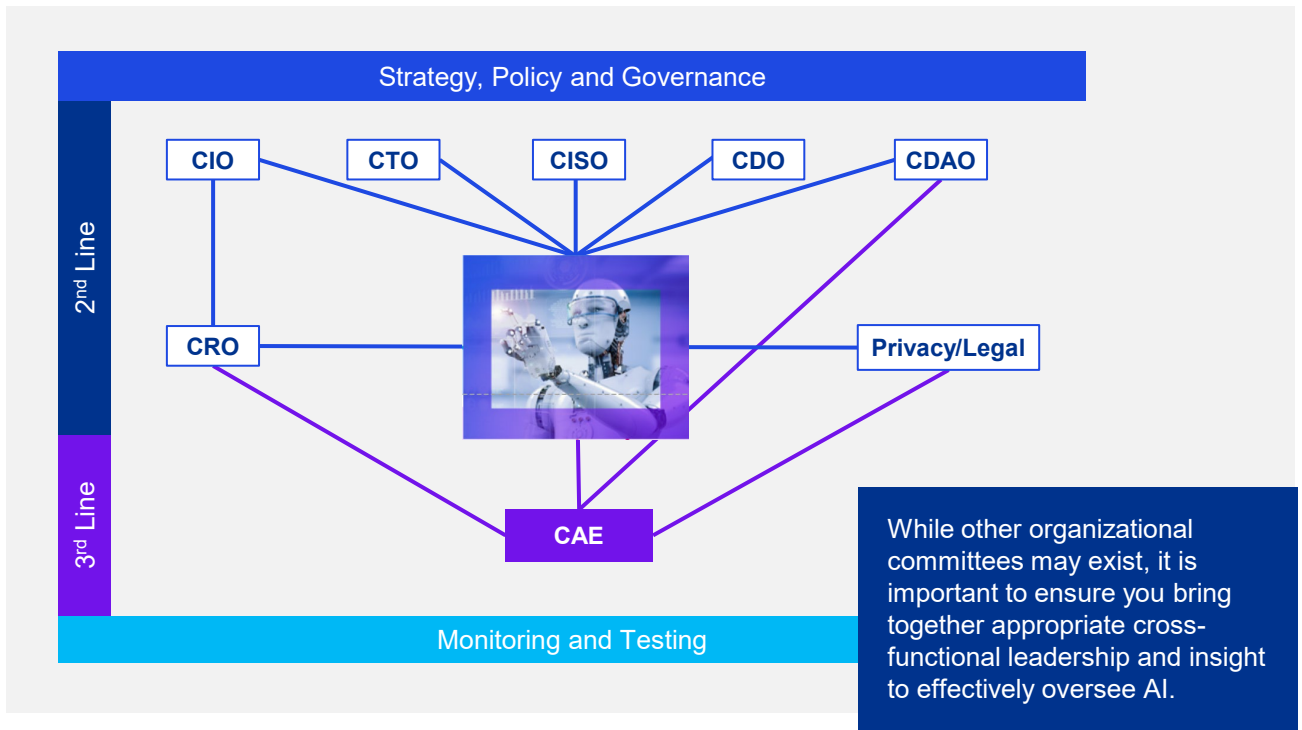 Strategy, Policy and Governance
CIO
CTO
CISO
CDO
CDAO
2nd Line
CRO
Privacy/Legal
3rd Line
CAE
While other organizational
committees may exist, it is
important to ensure you bring
together appropriate cross-
functional leadership and insight
to effectively oversee AI.
Monitoring and Testing